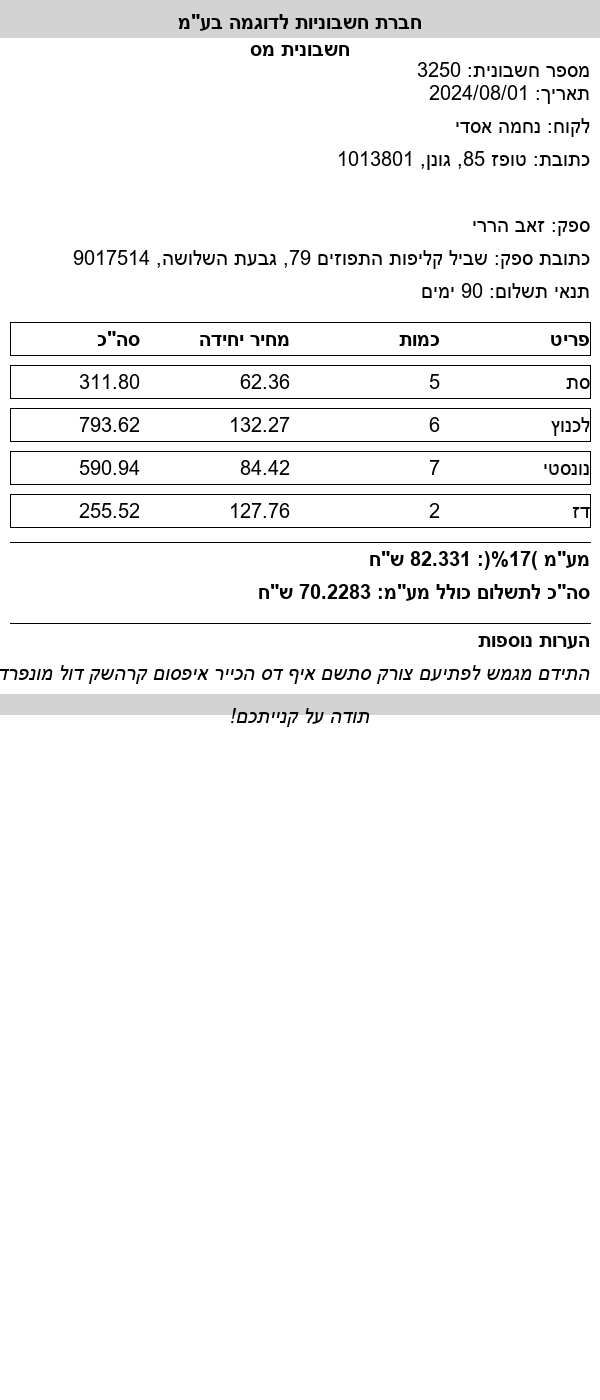 חברת חשבוניות לדוגמה בע"מ
חשבונית מס
מספר חשבונית: 3250
תאריך: 2024/08/01
לקוח: נחמה אסדי
כתובת: טופז 85, גונן, 1013801
ספק: זאב הררי
כתובת ספק: שביל קליפות התפוזים 79, גבעת השלושה, 9017514
תנאי תשלום: 90 ימים
פריט כמות מחיר יחידה סה"כ
סת 5 62.36 311.80
לכנוץ 6 132.27 793.62
נונסטי 7 84.42 590.94
דז 2 127.76 255.52
מע"מ (17%): 82.331 ש"ח
סה"כ לתשלום כולל מע"מ: 70.2283 ש"ח
הערות נוספות
התידם מגמש לפתיעם צורק סתשם איף דס הכייר איפסום קרהשק דול מונפרד
תודה על קנייתכם!